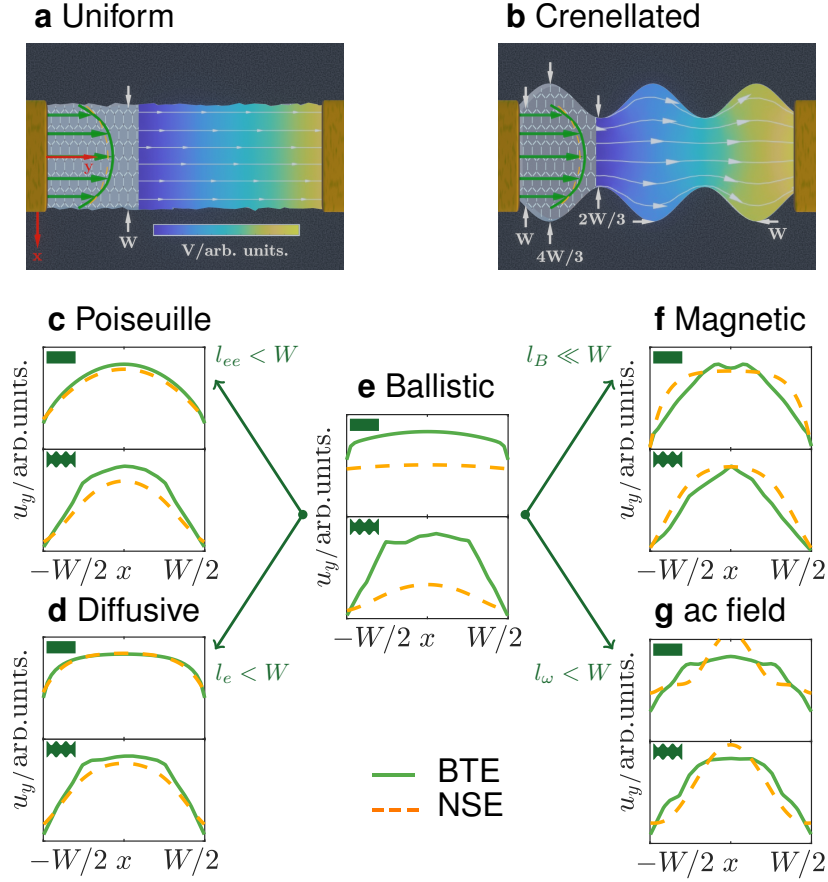 a Uniform
b Crenellated
y
W
V/arb. units.
x
W
4W/3
2W/3
W
c Poiseuille
l_{ee} < W
u_y/arb.units.
−W/2 x W/2
d Diffusive
l_e < W
u_y/arb.units.
−W/2 x W/2
e Ballistic
u_y/arb.units.
−W/2 x W/2
f Magnetic
l_B ≪ W
u_y/arb.units.
−W/2 x W/2
g ac field
l_ω < W
u_y/arb.units.
−W/2 x W/2
BTE
NSE